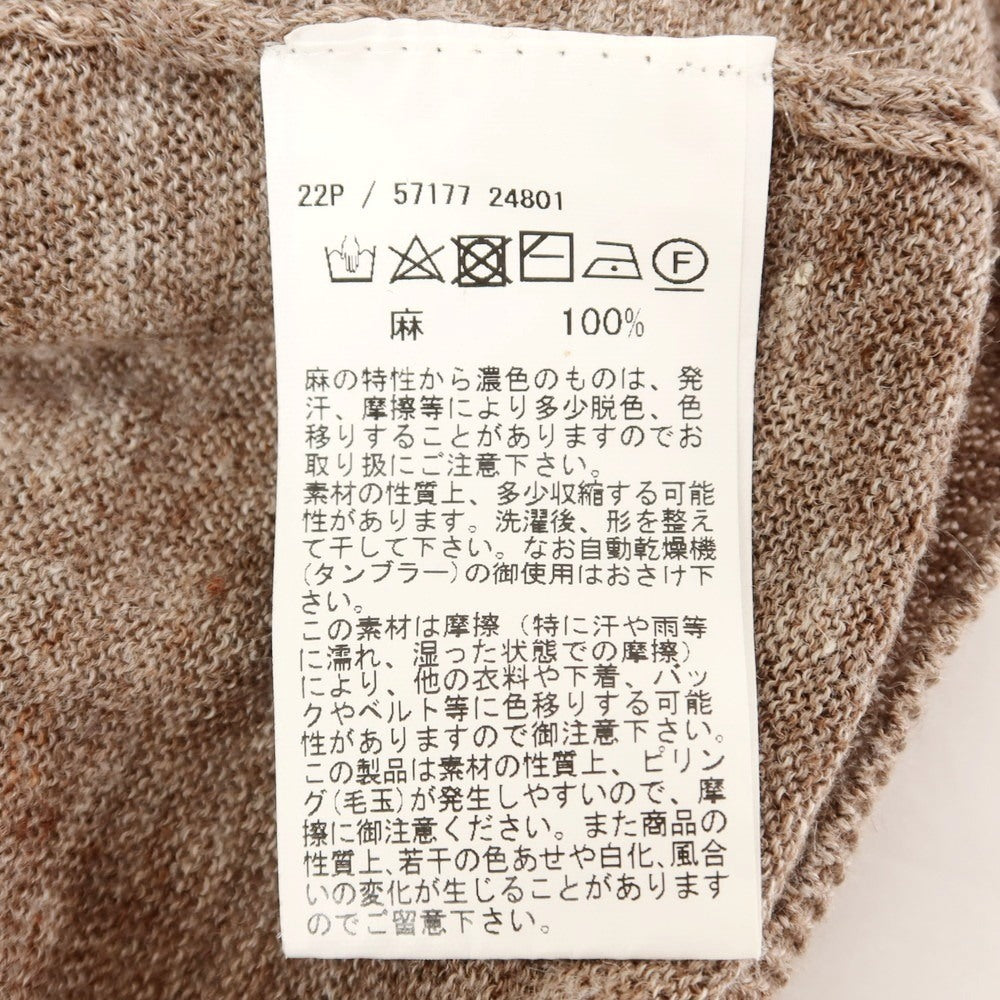 22P / 57177 24801
F
麻 100%
麻の特性から濃色のものは、発
汗、摩擦等により多少脱色、色
移りすることがありますのでお
取り扱にご注意下さい。
素材の性質上、多少収縮する可能
性があります。洗濯後、形を整え
て干して下さい。なお自動乾燥機
(タンブラー)の御使用はおさけ下
さい。
この素材は摩擦（特に汗や雨等
に濡れ、湿った状態での摩擦）
により、他の衣料や下着、バッ
クやベルト等に色移りする可能
性がありますので御注意下さい。
この製品は素材の性質上、ピリン
グ(毛玉)が発生しやすいので、摩
擦に御注意ください。また商品の
性質上、若干の色あせや白化、風合
いの変化が生じることがあります
のでご留意下さい。